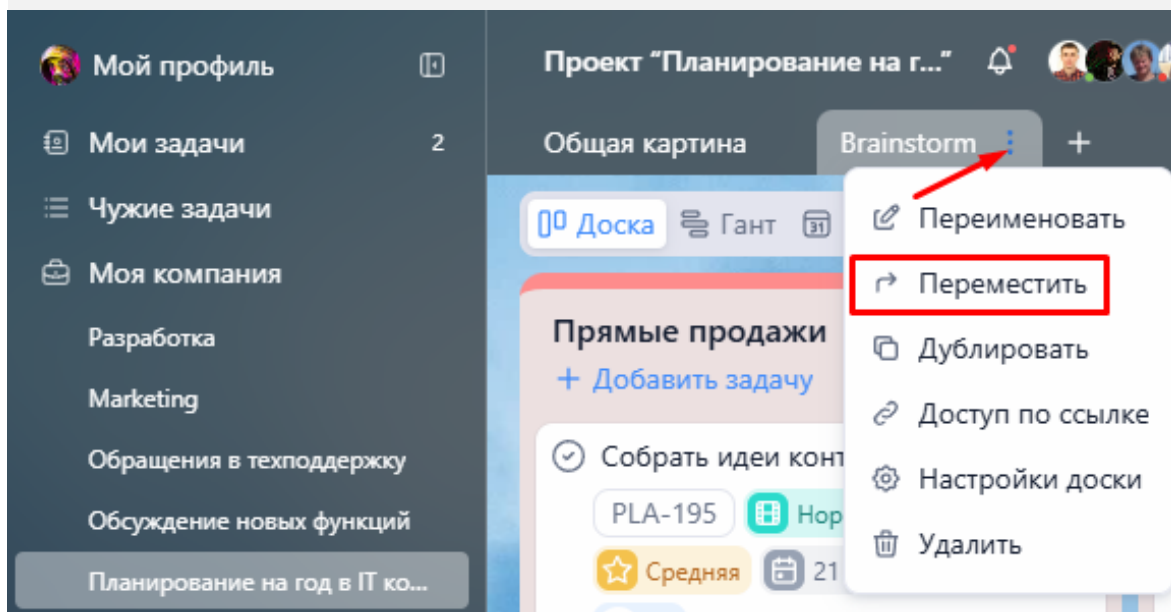 Мой профиль
Мои задачи 2
Чужие задачи
Моя компания
Разработка
Marketing
Обращения в техподдержку
Обсуждение новых функций
Планирование на год в IT ко...
Проект “Планирование на г...”
Общая картина
Brainstorm
Доска Гант 31
Прямые продажи
+ Добавить задачу
Собрать идеи
PLA-195
Средняя 21
Переименовать
Переместить
Дублировать
Доступ по ссылке
Настройки доски
Удалить